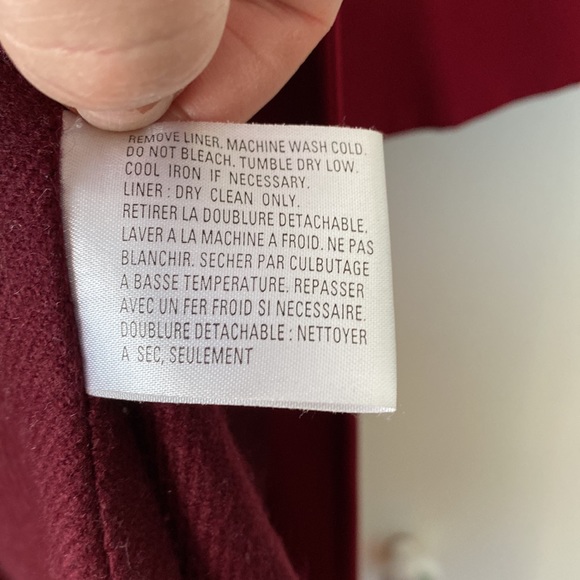 REMOVE LINER. MACHINE WASH COLD.
DO NOT BLEACH. TUMBLE DRY LOW.
COOL IRON IF NECESSARY.
LINER : DRY CLEAN ONLY.
RETIRER LA DOUBLURE DETACHABLE,
LAVER A LA MACHINE A FROID. NE PAS
BLANCHIR. SECHER PAR CULBUTAGE
A BASSE TEMPERATURE. REPASSER
AVEC UN FER FROID SI NECESSAIRE.
DOUBLURE DETACHABLE : NETTOYER
A SEC, SEULEMENT